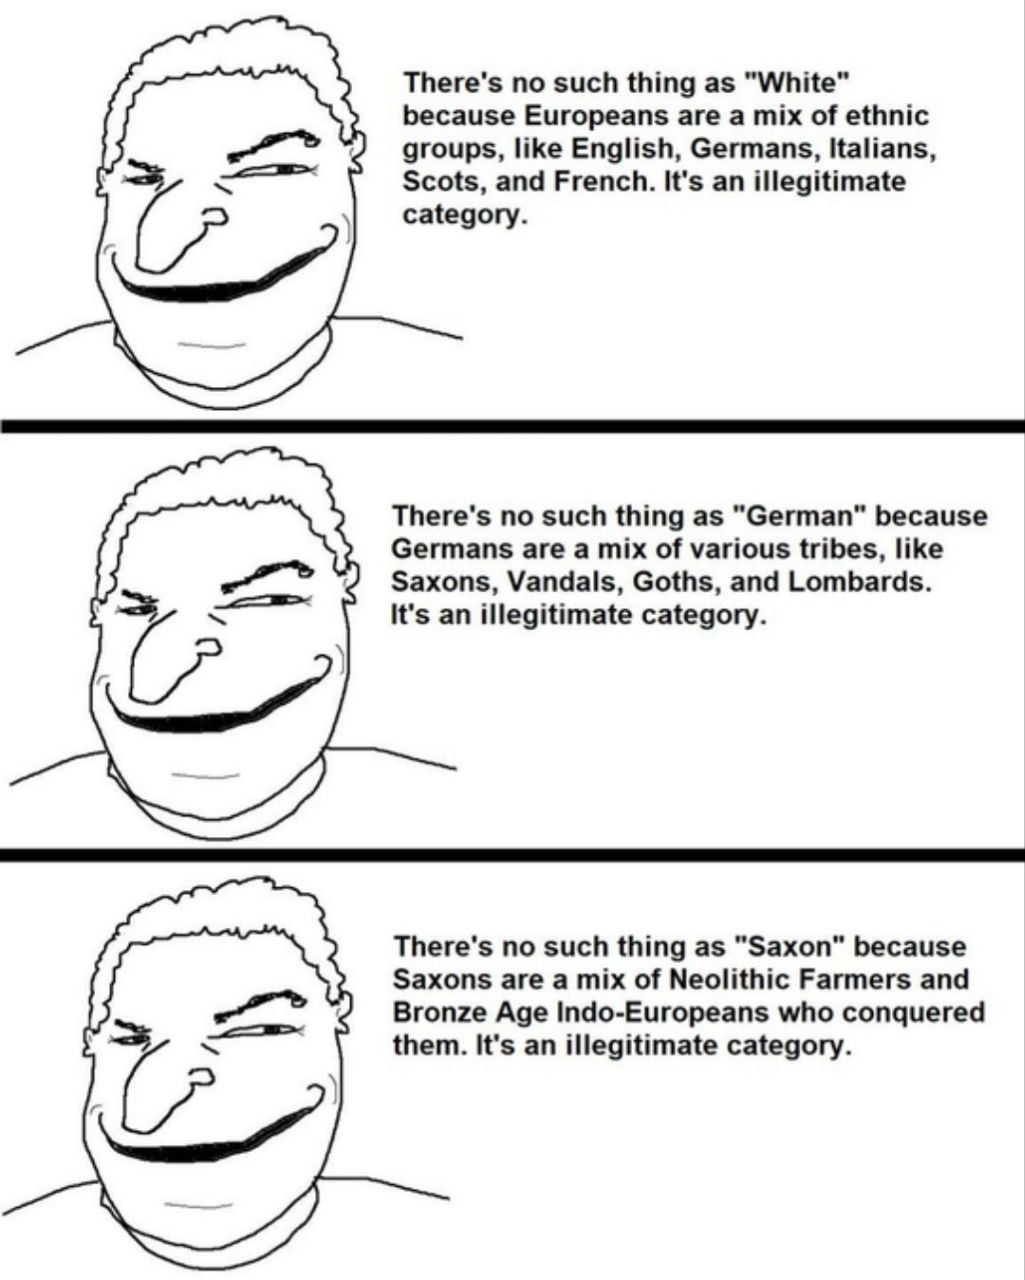 There's no such thing as "White"
because Europeans are a mix of ethnic
groups, like English, Germans, Italians,
Scots, and French. It's an illegitimate
category.
There's no such thing as "German" because
Germans are a mix of various tribes, like
Saxons, Vandals, Goths, and Lombards.
It's an illegitimate category.
There's no such thing as "Saxon" because
Saxons are a mix of Neolithic Farmers and
Bronze Age Indo-Europeans who conquered
them. It's an illegitimate category.